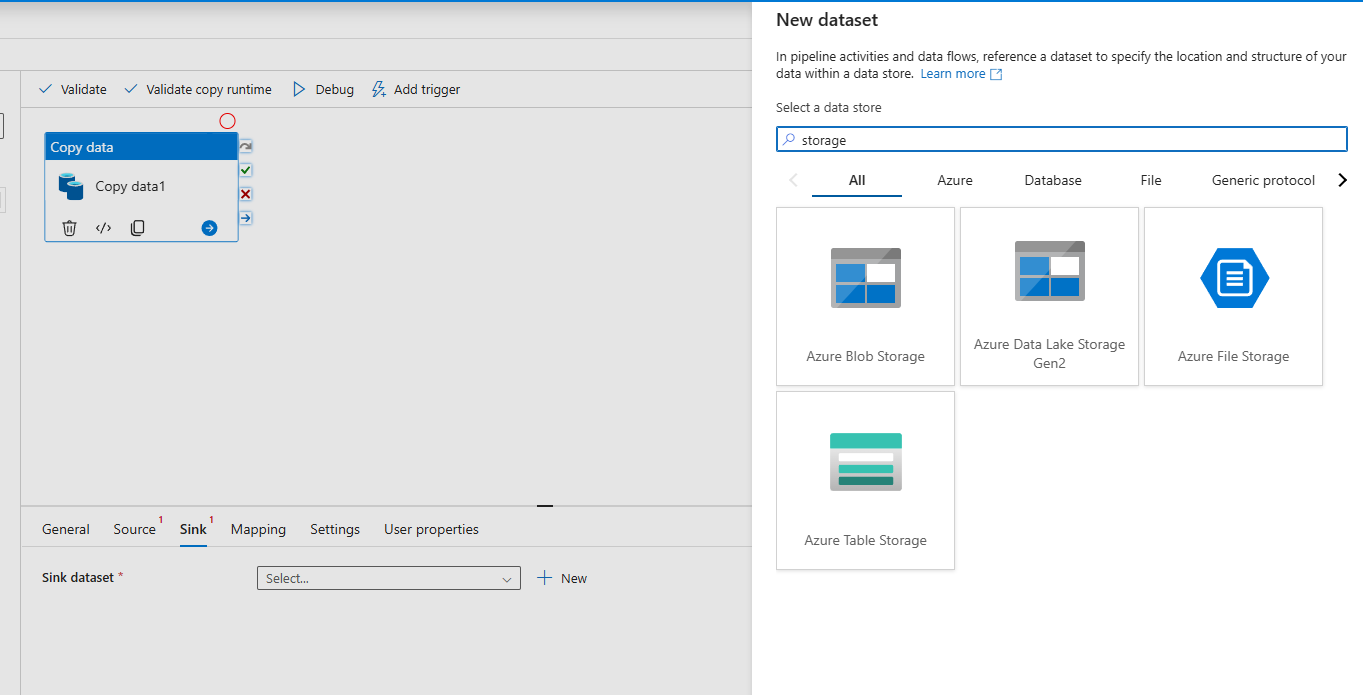 New dataset
In pipeline activities and data flows, reference a dataset to specify the location and structure of your
data within a data store. Learn more
Select a data store
storage
All Azure Database File Generic protocol
Azure Blob Storage
Azure Data Lake Storage
Gen2
Azure File Storage
Azure Table Storage
Validate Validate copy runtime Debug Add trigger
Copy data
Copy data1
General Source 1 Sink 1 Mapping Settings User properties
Sink dataset * Select... New